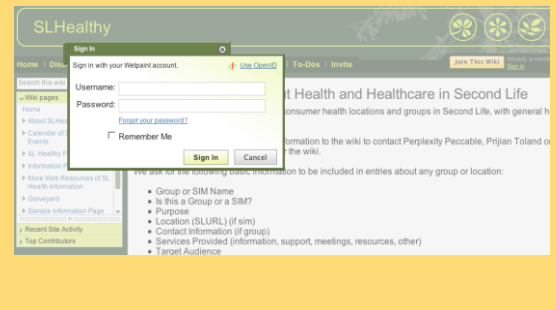 SLHealthy
Sign In
Home
To-Dos | Invite
Join This Wiki
Sign in
Sign in with your Wetpaint account.
Use OpenID
Search this wiki
Username:
Password:
Forgot your password?
Remember Me
Sign In
Cancel
Wiki pages
Home
About
Calendar of
Events
SL Healthy
Information
More Web Resources of SL
Health Information
Graveyard
Sample Information Page
Recent Site Activity
Top Contributors
t Health and Healthcare in Second Life
onsumer health locations and groups in Second Life, with general h
formation to the wiki to contact Perplexity Peccable, Prijian Toland o
the wiki.
We ask for the following basic information to be included in entries about any group or location:
Group or SIM Name
Is this a Group or a SIM?
Purpose
Location (SLURL) (if sim)
Contact Information (if group)
Services Provided (information, support, meetings, resources, other)
Target Audience